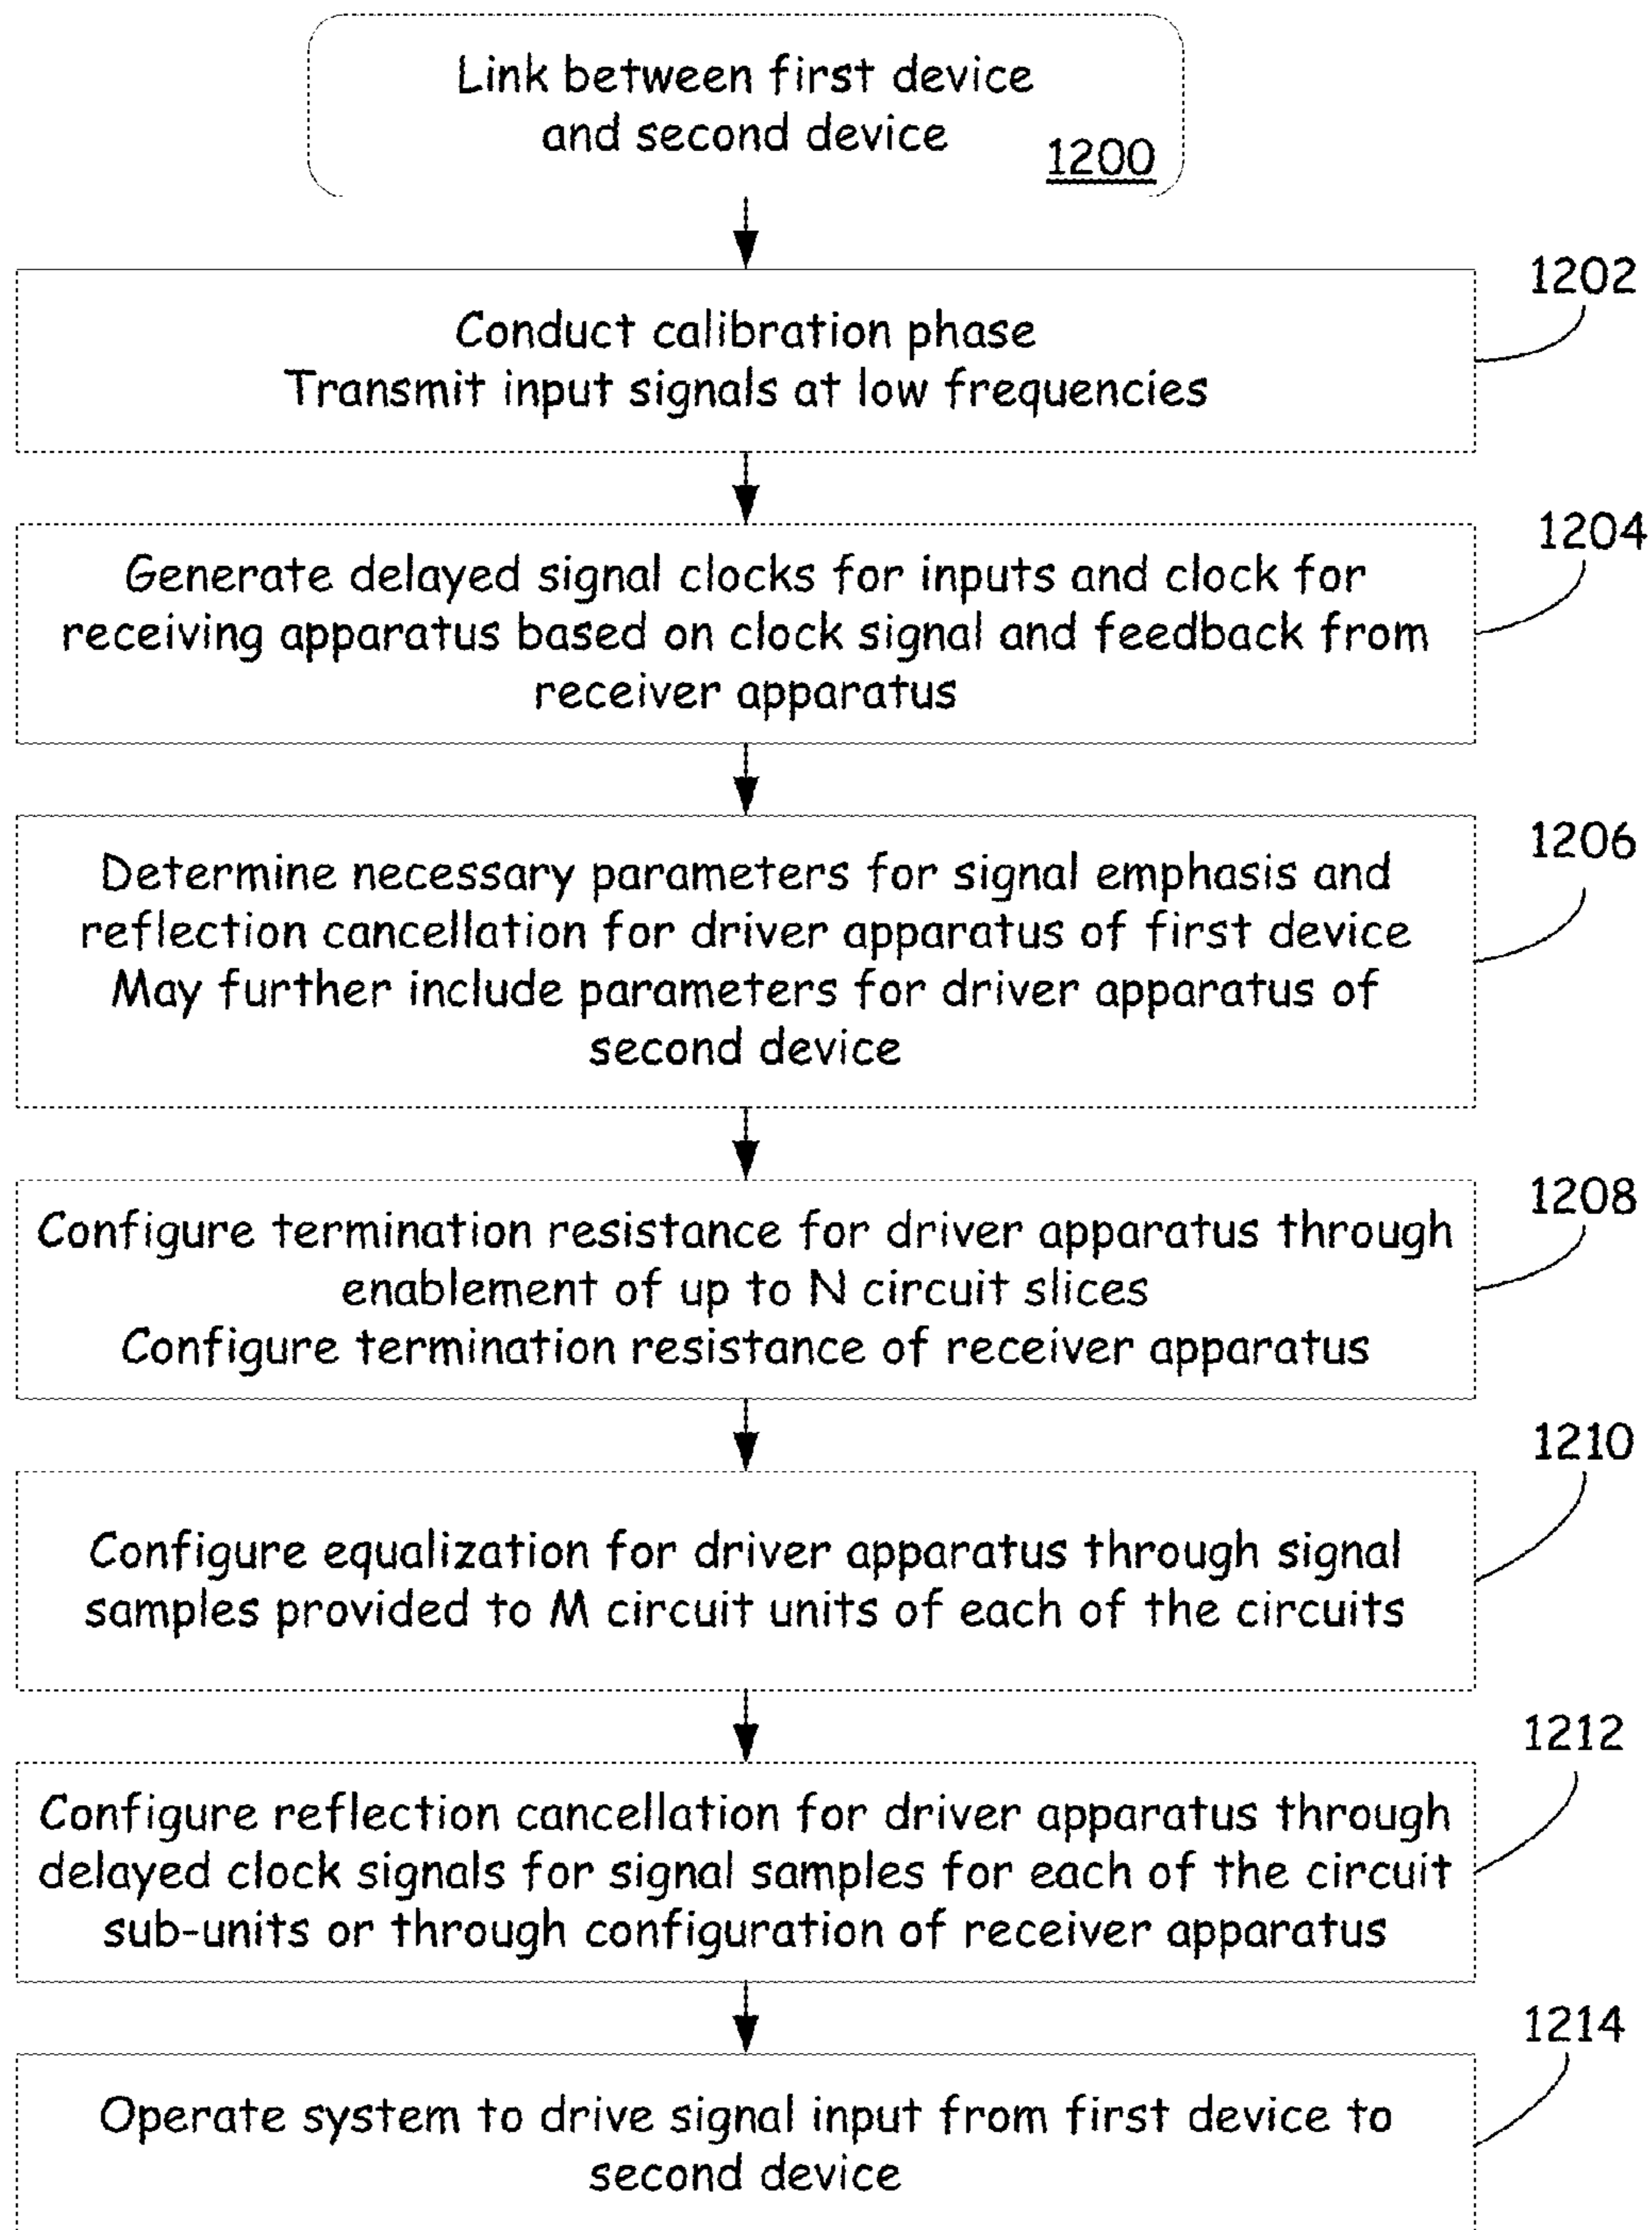 Link between first device
and second device
1200
1202
Conduct calibration phase
Transmit input signals at low frequencies
1204
Generate delayed signal clocks for inputs and clock for
receiving apparatus based on clock signal and feedback from
receiver apparatus
1206
Determine necessary parameters for signal emphasis and
reflection cancellation for driver apparatus of first device
May further include parameters for driver apparatus of
second device
1208
Configure termination resistance for driver apparatus through
enablement of up to N circuit slices
Configure termination resistance of receiver apparatus
1210
Configure equalization for driver apparatus through signal
samples provided to M circuit units of each of the circuits
1212
Configure reflection cancellation for driver apparatus through
delayed clock signals for signal samples for each of the circuit
sub-units or through configuration of receiver apparatus
1214
Operate system to drive signal input from first device to
second device